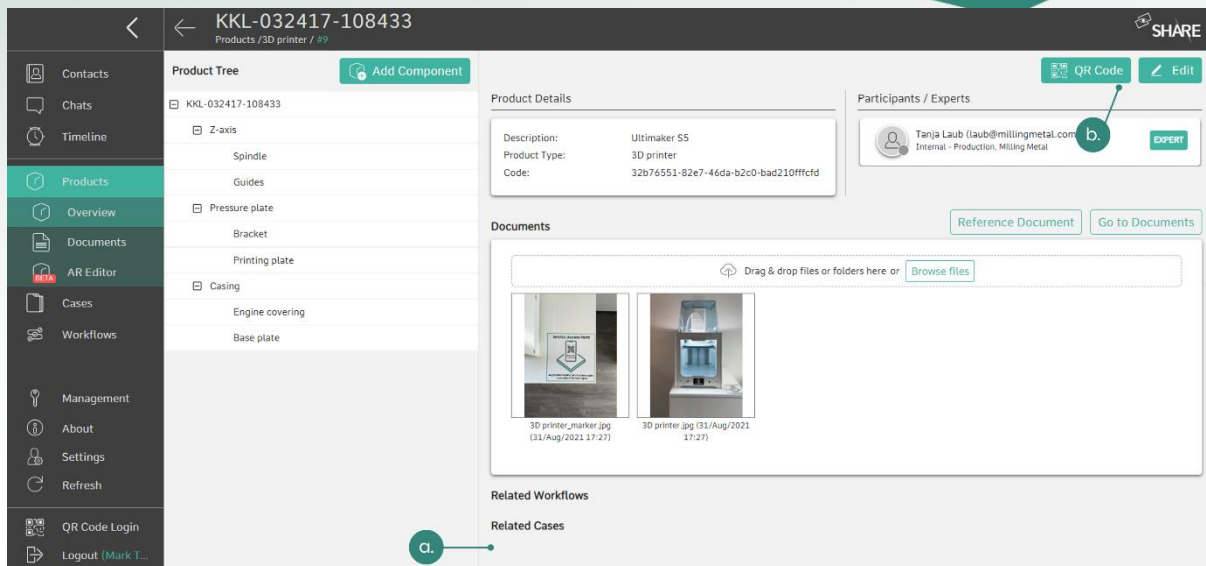 KKL-032417-108433
Products /3D printer / #9
SHARE
Contacts
Chats
Timeline
Products
Overview
Documents
BETA
AR Editor
Cases
Workflows
Management
About
Settings
Refresh
QR Code Login
Logout (Mark T...
Product Tree
Add Component
KKL-032417-108433
Z-axis
Spindle
Guides
Pressure plate
Bracket
Printing plate
Casing
Engine covering
Base plate
QR Code
Edit
Product Details
Description: Ultimaker S5
Product Type: 3D printer
Code: 32b76551-82e7-46da-b2c0-bad210fffcfd
Participants / Experts
Tanja Laub (laub@millingmetal.com
Internal - Production, Milling Metal
EXPERT
b.
Documents
Reference Document
Go to Documents
Drag & drop files or folders here or Browse files
3D printer_marker.jpg
(31/Aug/2021 17:27)
3D printer.jpg (31/Aug/2021
17:27)
Related Workflows
Related Cases
a.